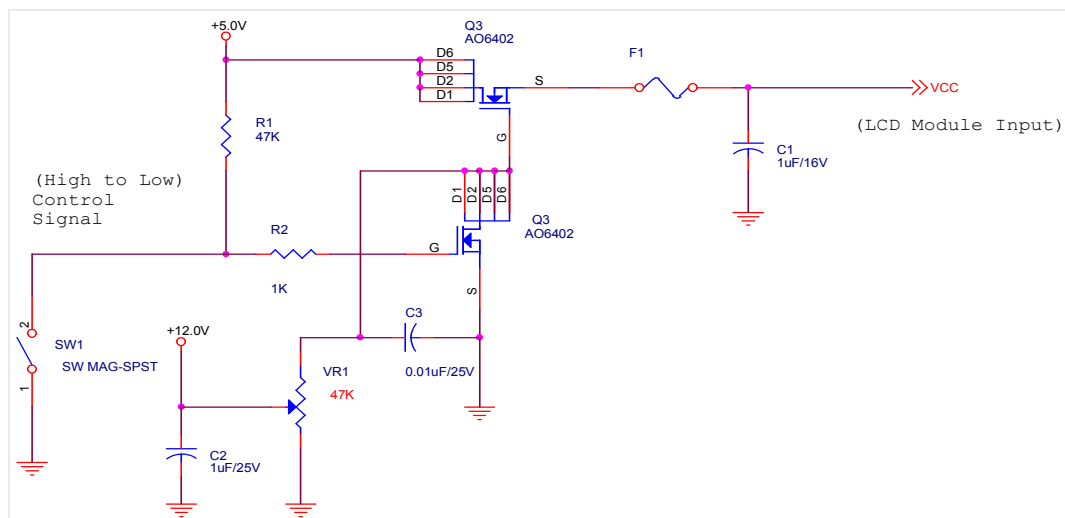 +5.0V
Q3
AO6402
D6
D5
D2
D1
S
G
F1
VCC
(LCD Module Input)
C1
1uF/16V
R1
47K
(High to Low)
Control
Signal
D1
D2
D5
D6
Q3
AO6402
R2
1K
G
S
2
SW1
SW MAG-SPST
1
+12.0V
C3
0.01uF/25V
VR1
47K
C2
1uF/25V